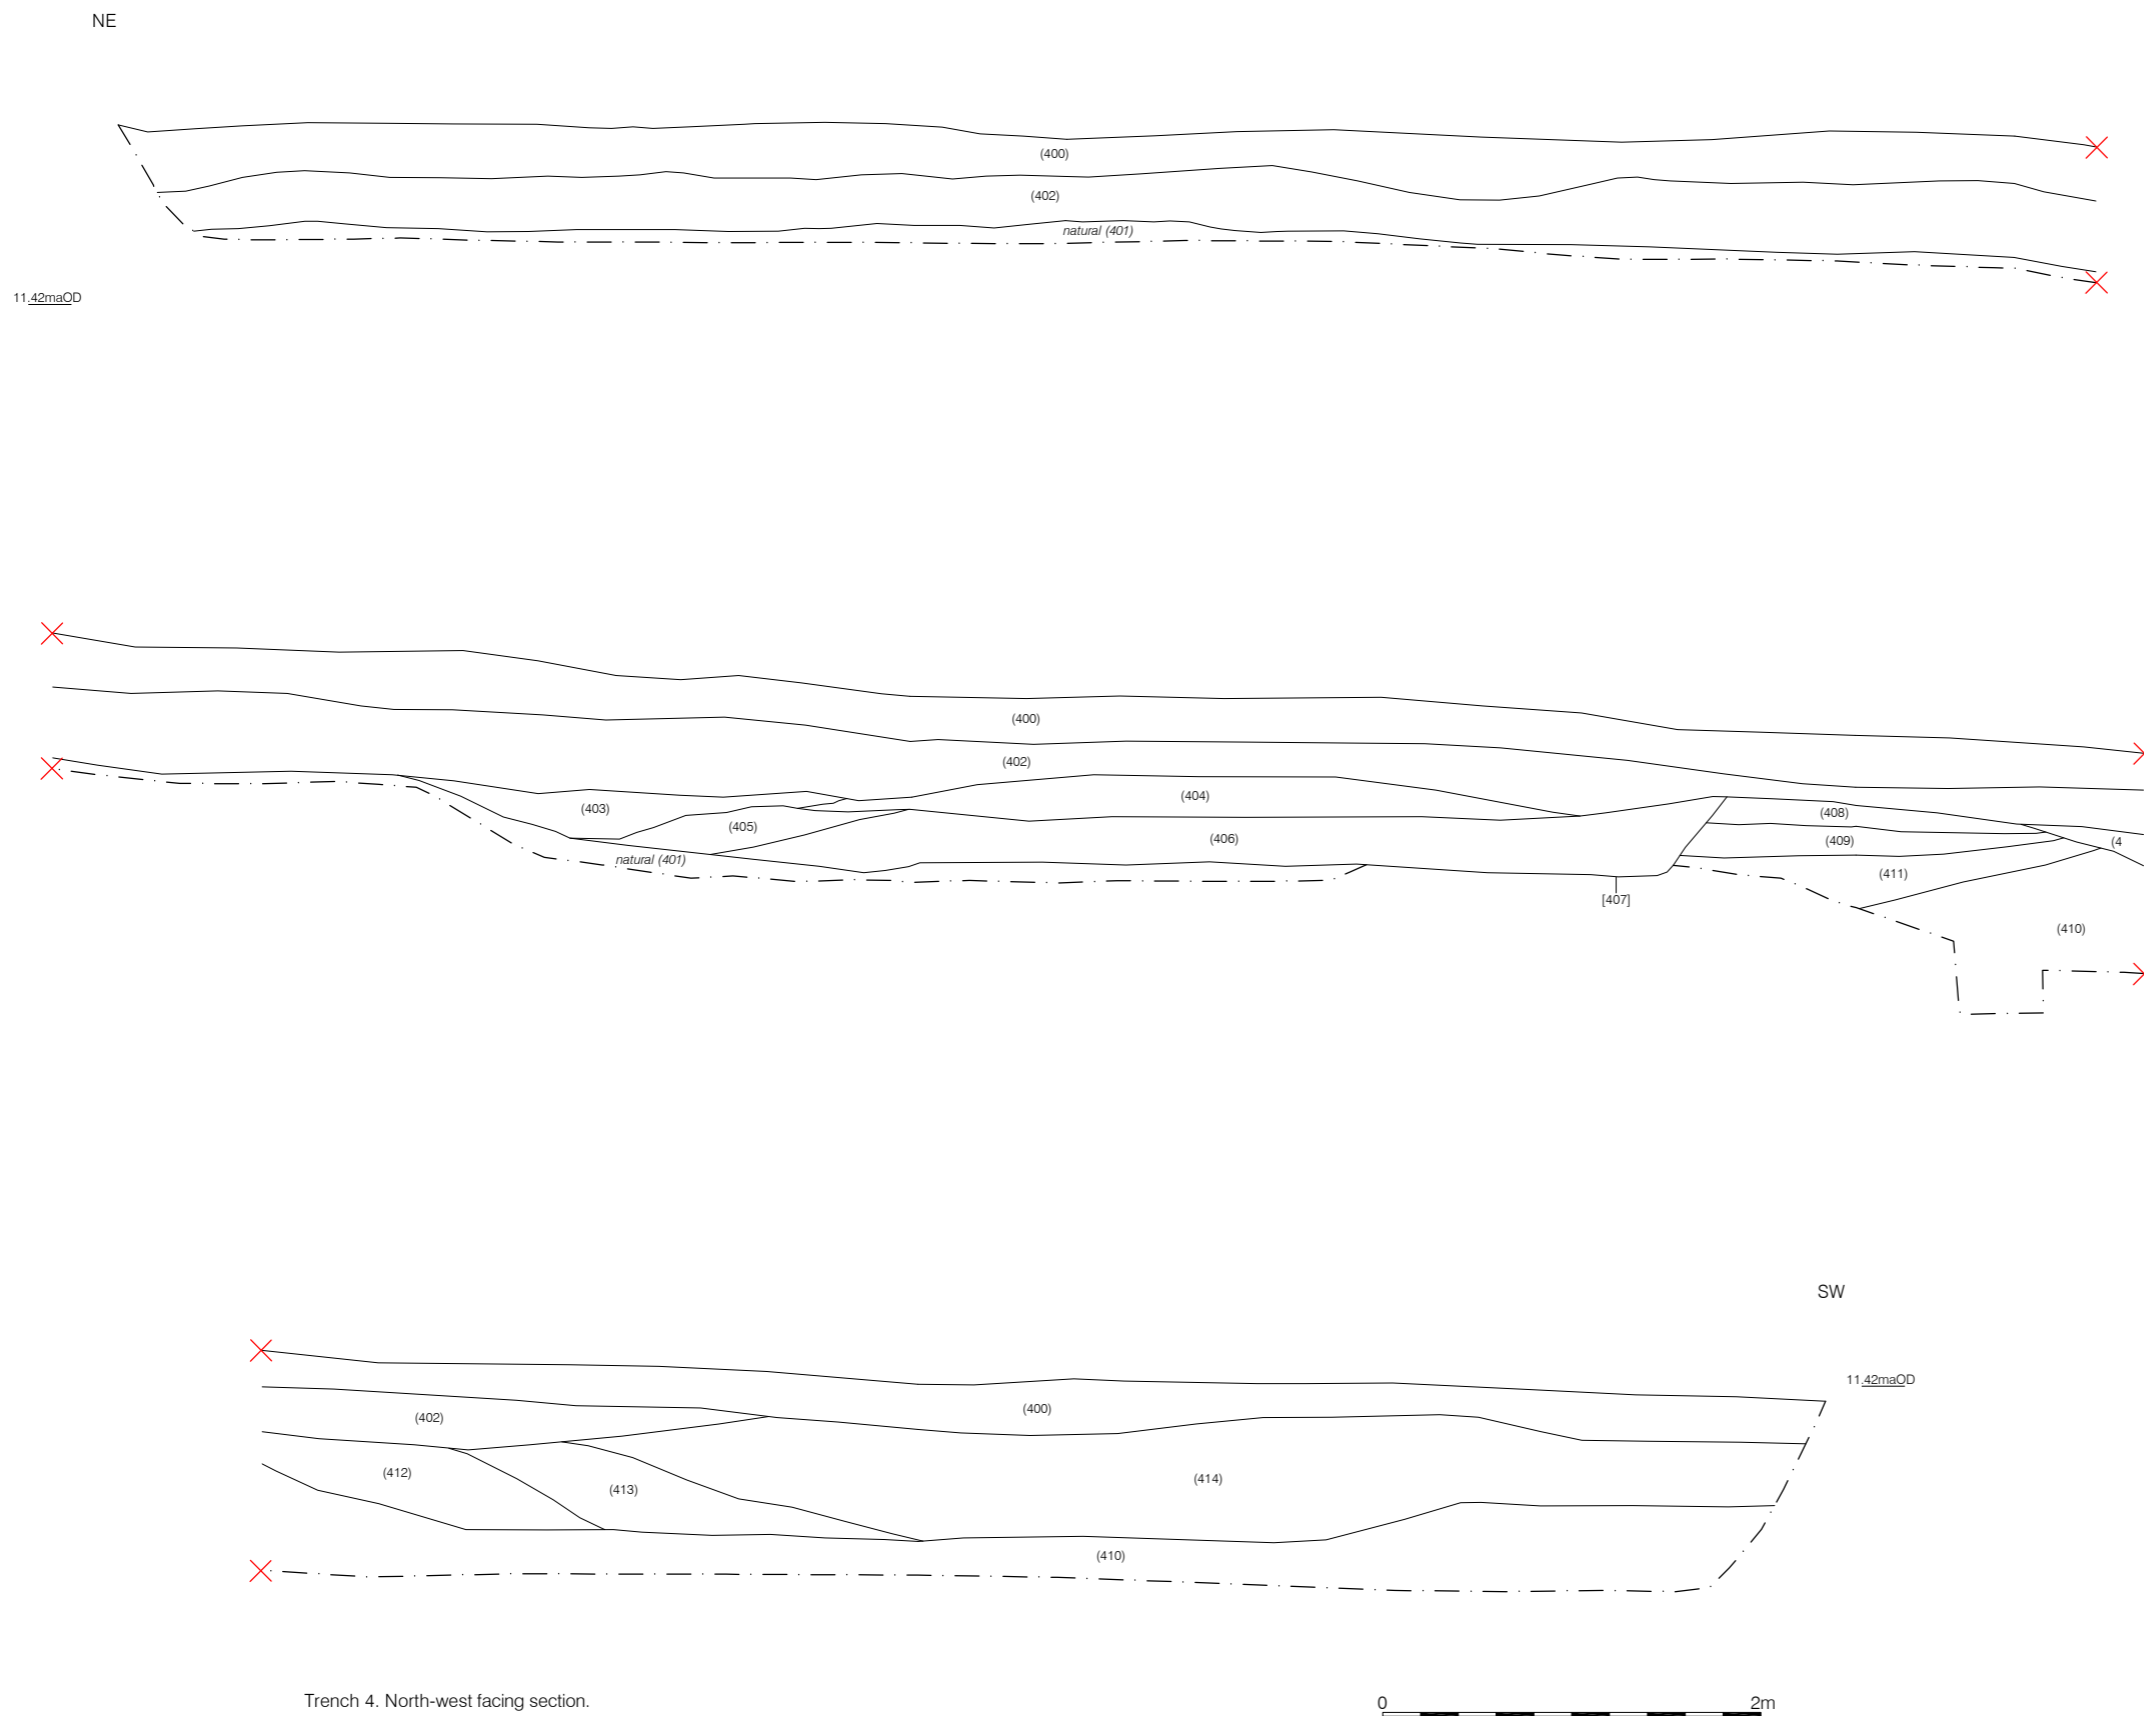 NE
(400)
(402)
natural (401)
11.42maOD
(400)
(402)
(403)
(404)
(405)
(406)
natural (401)
[407]
(408)
(409)
(4
(411)
(410)
SW
11.42maOD
(402)
(400)
(412)
(413)
(414)
(410)
Trench 4. North-west facing section.
0 2m